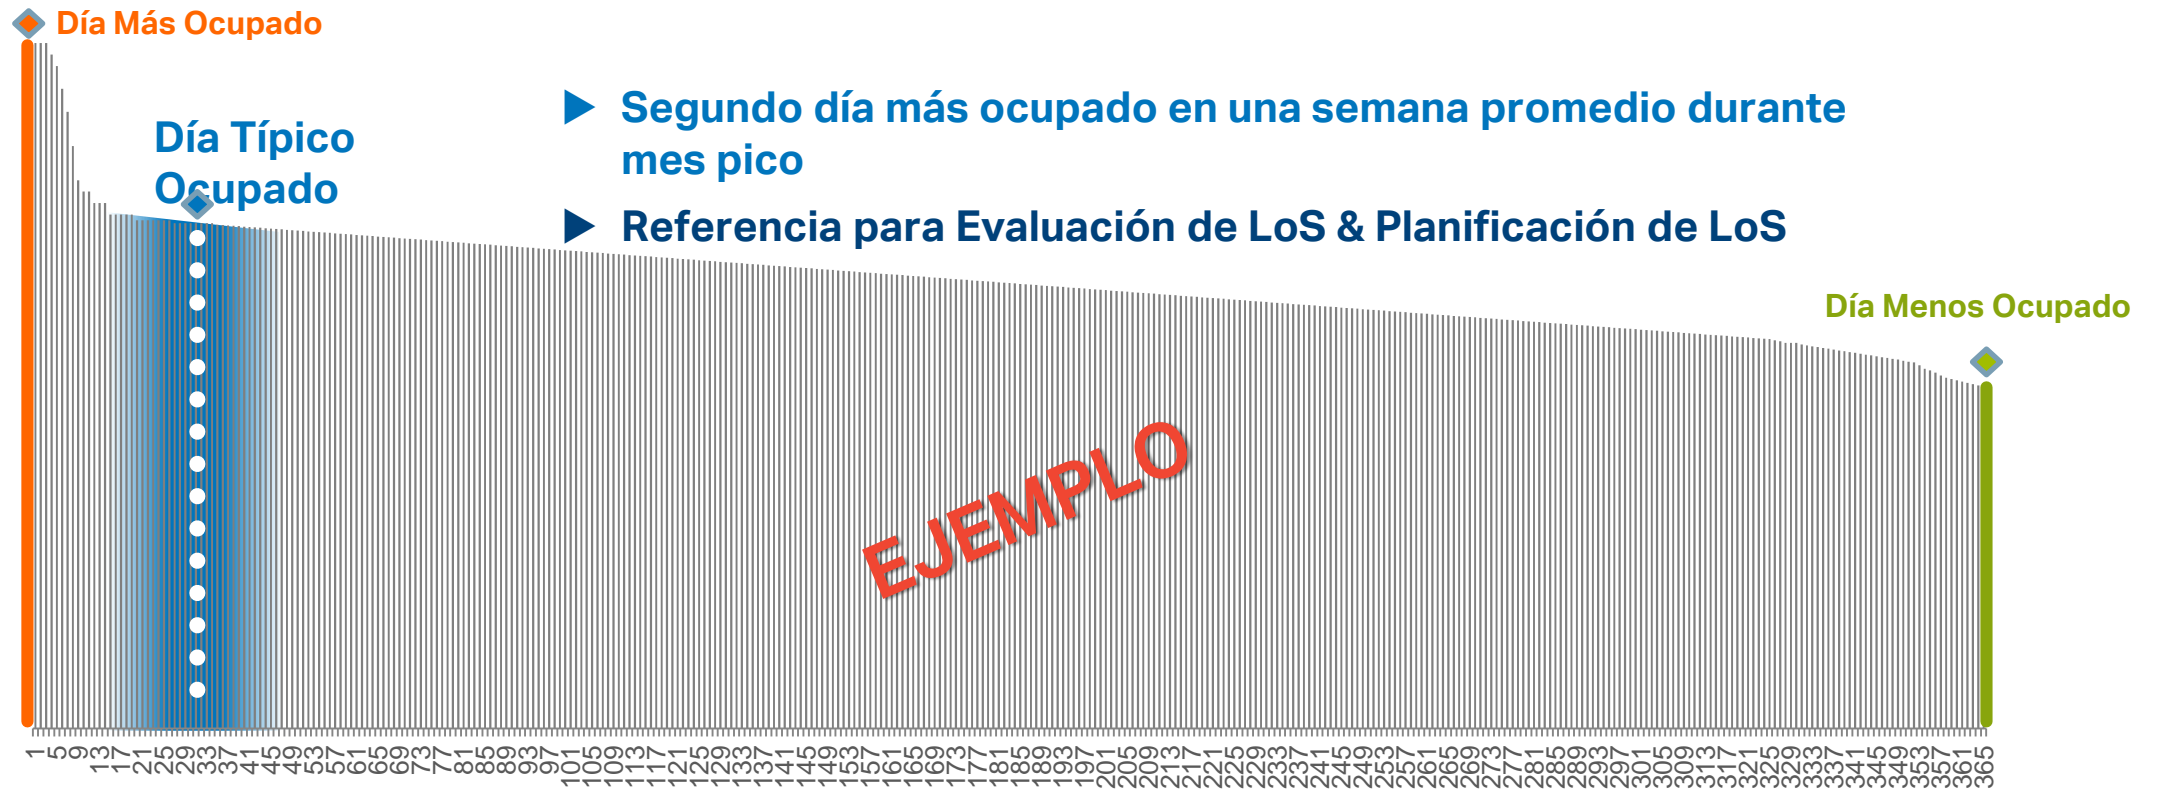 Día Más Ocupado
Día Típico
Ocupado
Segundo día más ocupado en una semana promedio durante
mes pico
Referencia para Evaluación de LoS & Planificación de LoS
Día Menos Ocupado
EJEMPLO
1 5 9 13 17 21 25 29 33 37 41 45 49 53 57 61 65 69 73 77 81 85 89 93 97 101 105 109 113 117 121 125 129 133 137 141 145 149 153 157 161 165 169 173 177 181 185 189 193 197 201 205 209 213 217 221 225 229 233 237 241 245 249 253 257 261 265 269 273 277 281 285 289 293 297 301 305 309 313 317 321 325 329 333 337 341 345 349 353 357 361 365